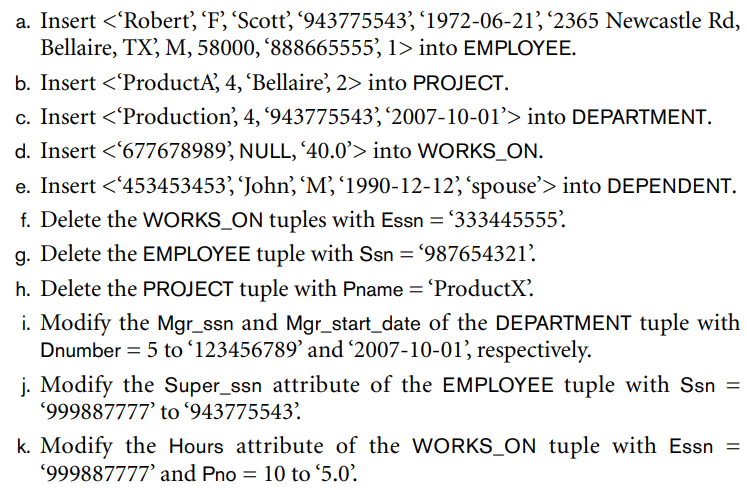 a. Insert <‘Robert’, ‘F’, ‘Scott’, ‘943775543’, ‘1972-06-21’, ‘2365 Newcastle Rd,
Bellaire, TX’, M, 58000, ‘888665555’, 1> into EMPLOYEE.
b. Insert <‘ProductA’, 4, ‘Bellaire’, 2> into PROJECT.
c. Insert <‘Production’, 4, ‘943775543’, ‘2007-10-01’> into DEPARTMENT.
d. Insert <‘677678989’, NULL, ‘40.0’> into WORKS_ON.
e. Insert <‘453453453’, ‘John’, ‘M’, ‘1990-12-12’, ‘spouse’> into DEPENDENT.
f. Delete the WORKS_ON tuples with Essn = ‘333445555’.
g. Delete the EMPLOYEE tuple with Ssn = ‘987654321’.
h. Delete the PROJECT tuple with Pname = ‘ProductX’.
i. Modify the Mgr_ssn and Mgr_start_date of the DEPARTMENT tuple with
Dnumber = 5 to ‘123456789’ and ‘2007-10-01’, respectively.
j. Modify the Super_ssn attribute of the EMPLOYEE tuple with Ssn =
‘999887777’ to ‘943775543’.
k. Modify the Hours attribute of the WORKS_ON tuple with Essn =
‘999887777’ and Pno = 10 to ‘5.0’.